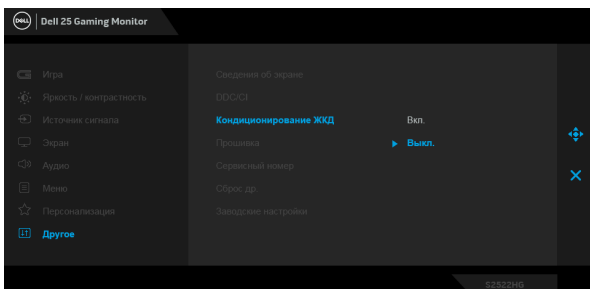 DELL Dell 25 Gaming Monitor
Игра
Яркость / контрастность
Источник сигнала
Экран
Аудио
Меню
Персонализация
Другое
Сведения об экране
DDC/CI
Кондиционирование ЖКД
Прошивка
Сервисный номер
Сброс др.
Заводские настройки
Вкл.
Выкл.
S2522HG